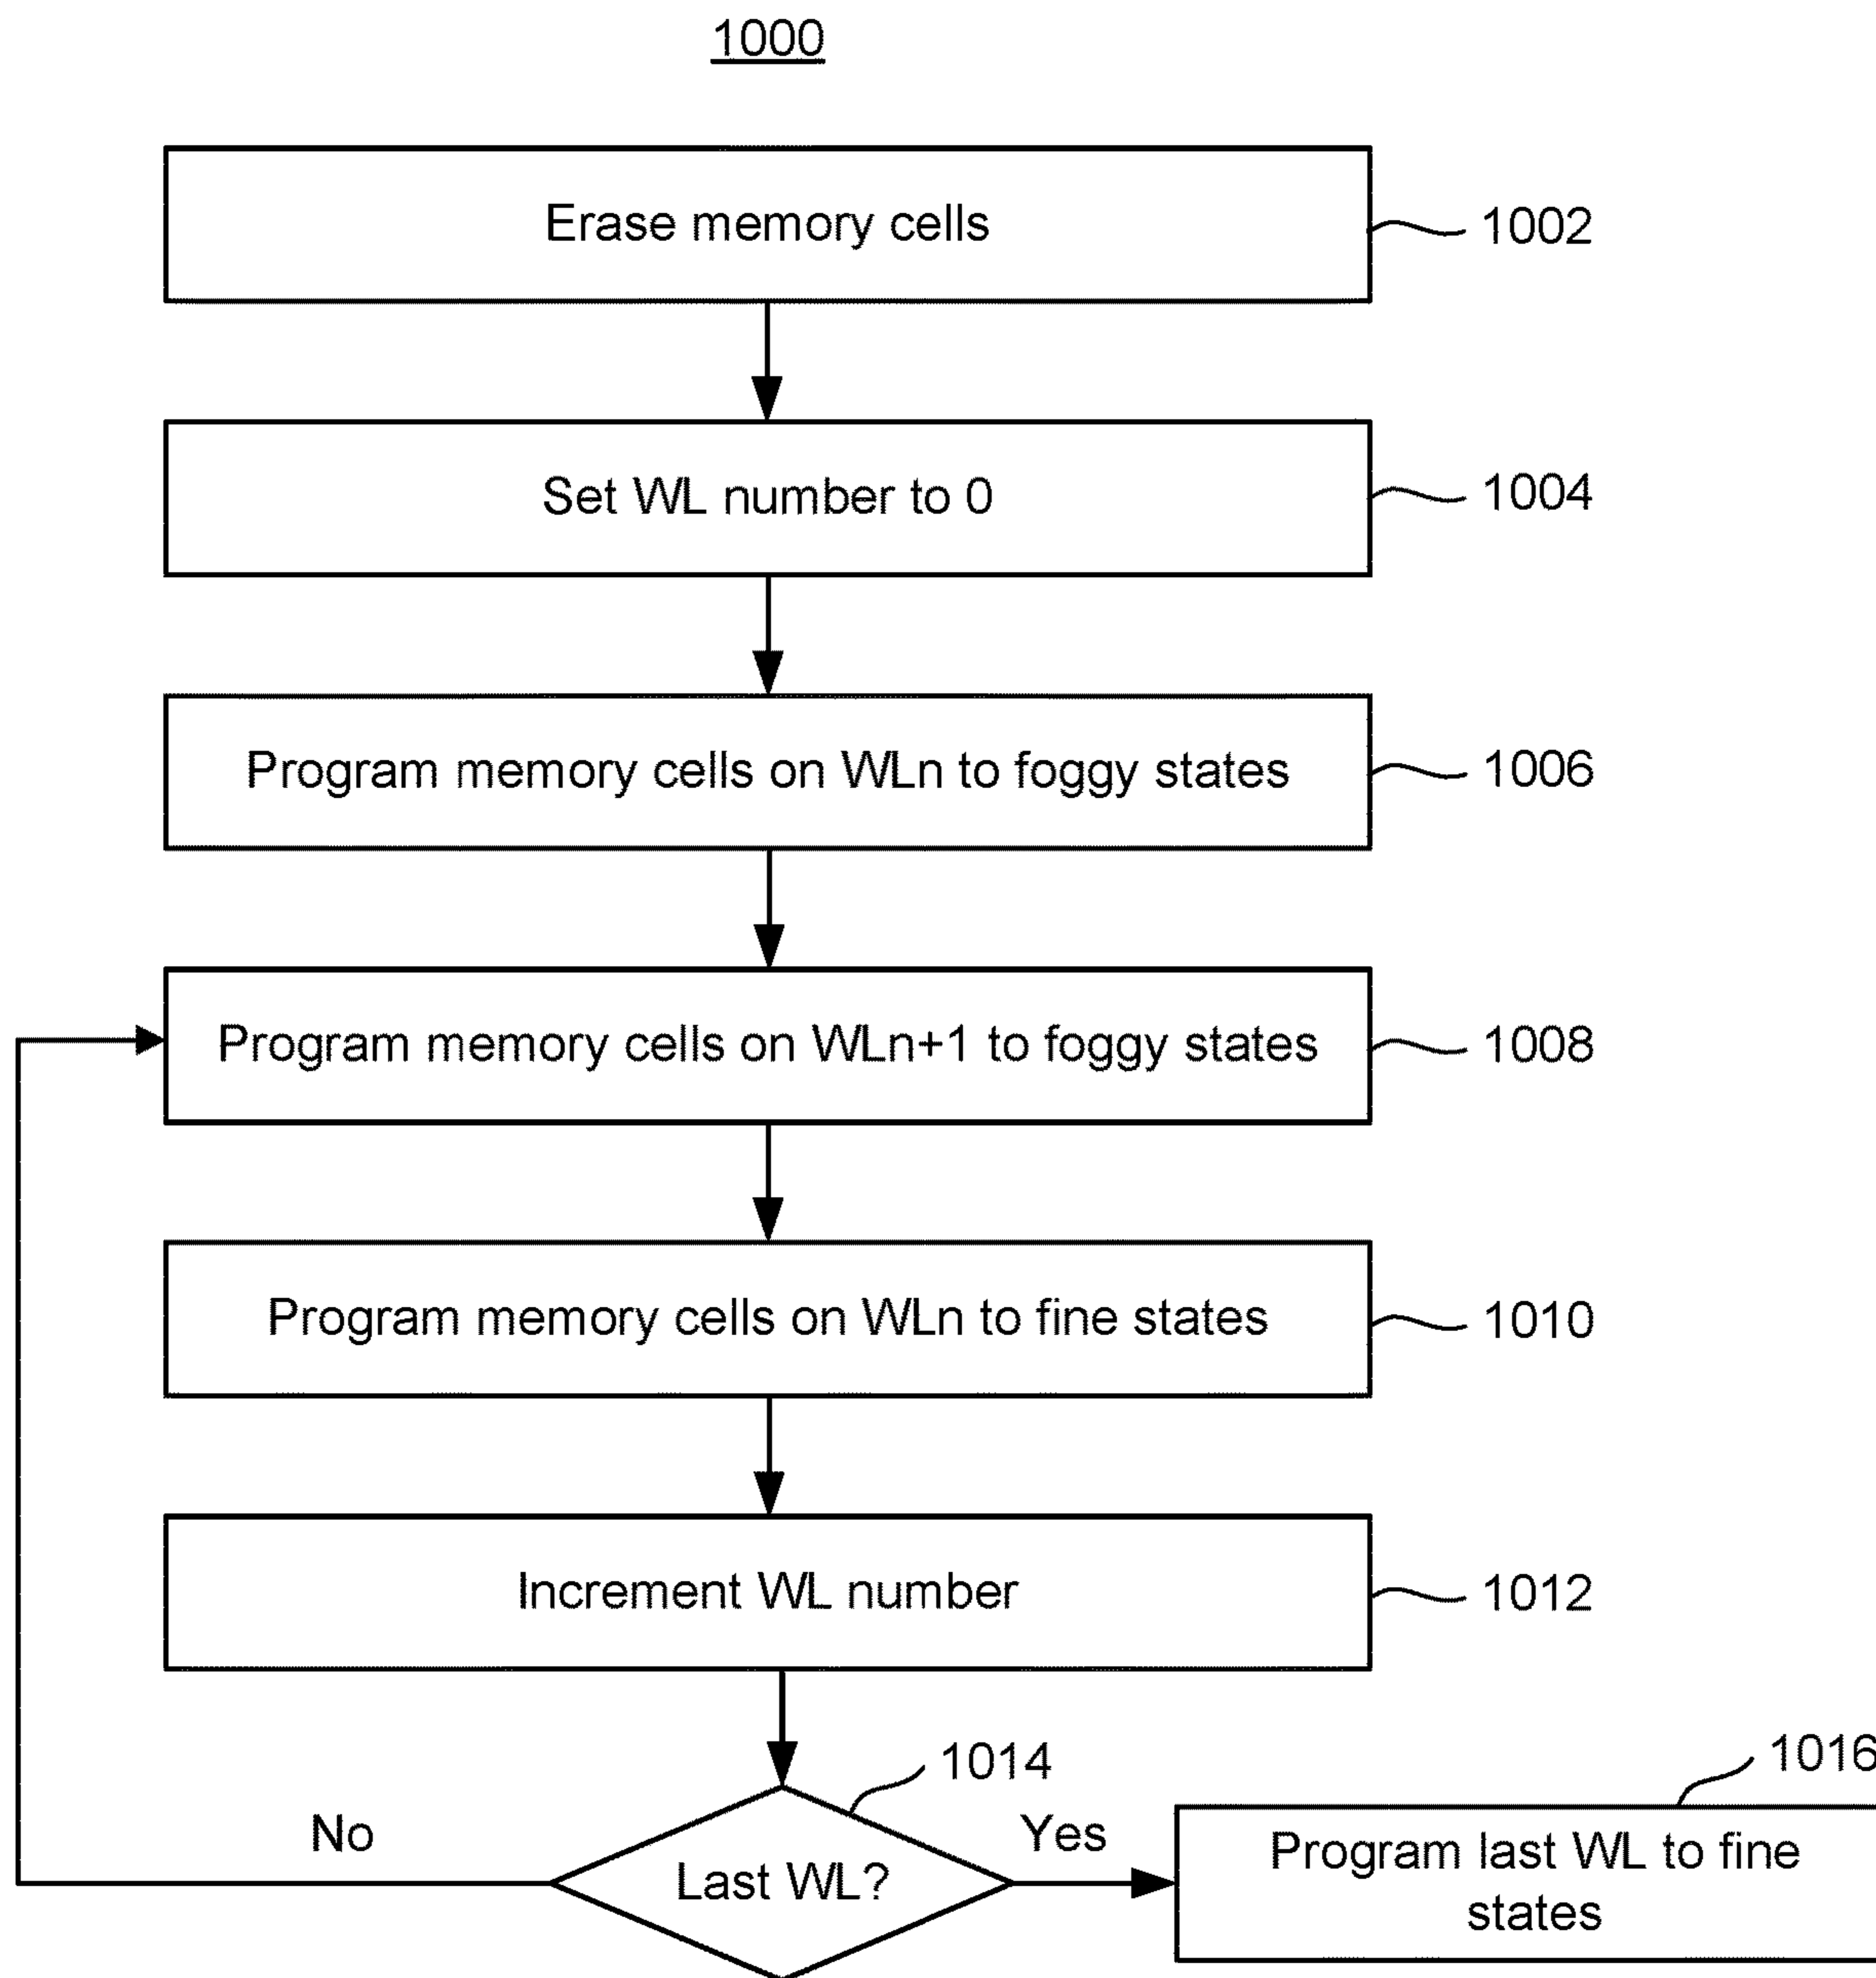 1000
Erase memory cells
1002
Set WL number to 0
1004
Program memory cells on WLn to foggy states
1006
Program memory cells on WLn+1 to foggy states
1008
Program memory cells on WLn to fine states
1010
Increment WL number
1012
1014
1016
No
Yes
Last WL?
Program last WL to fine
states